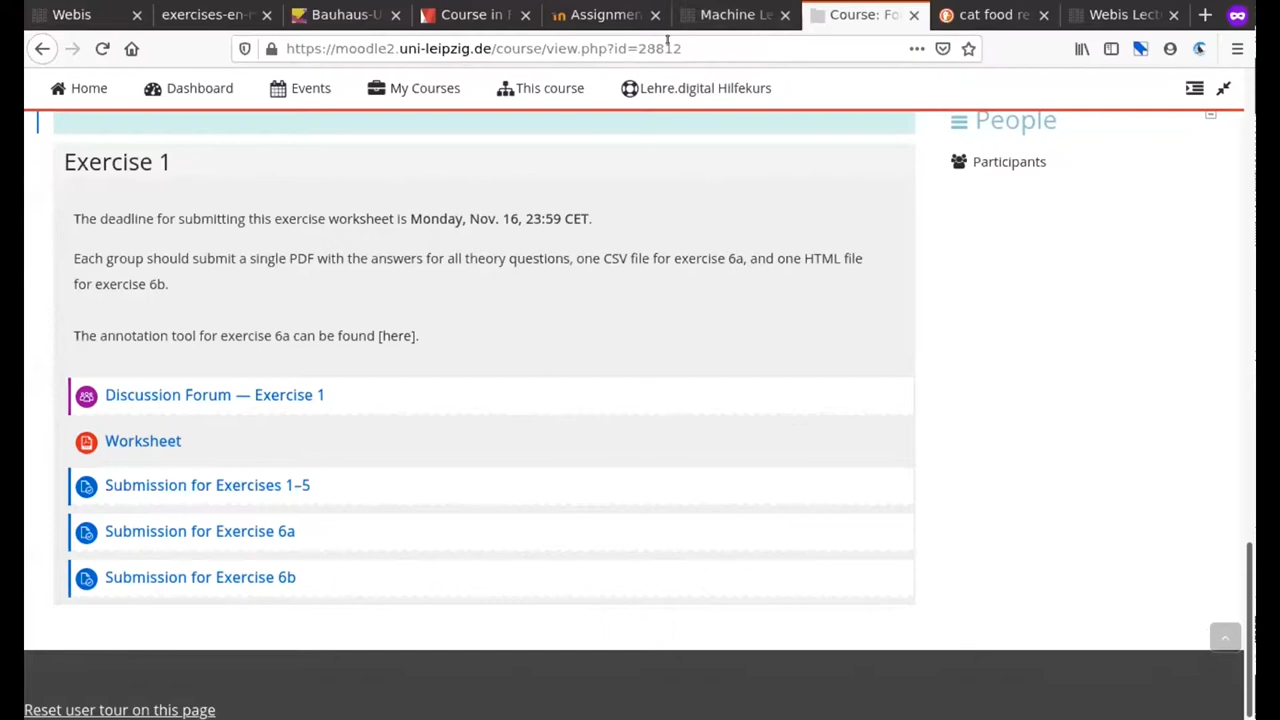 Webis
exercises-en-r
Bauhaus-U
Course in F
Assignmen
Machine Le
Course: Fo
cat food re
Webis Lect
https://moodle2.uni-leipzig.de/course/view.php?id=28812
Home
Dashboard
Events
My Courses
This course
Lehre.digital Hilfekurs
People
Participants
Exercise 1
The deadline for submitting this exercise worksheet is Monday, Nov. 16, 23:59 CET.
Each group should submit a single PDF with the answers for all theory questions, one CSV file for exercise 6a, and one HTML file
for exercise 6b.
The annotation tool for exercise 6a can be found [here].
Discussion Forum — Exercise 1
Worksheet
Submission for Exercises 1–5
Submission for Exercise 6a
Submission for Exercise 6b
Reset user tour on this page